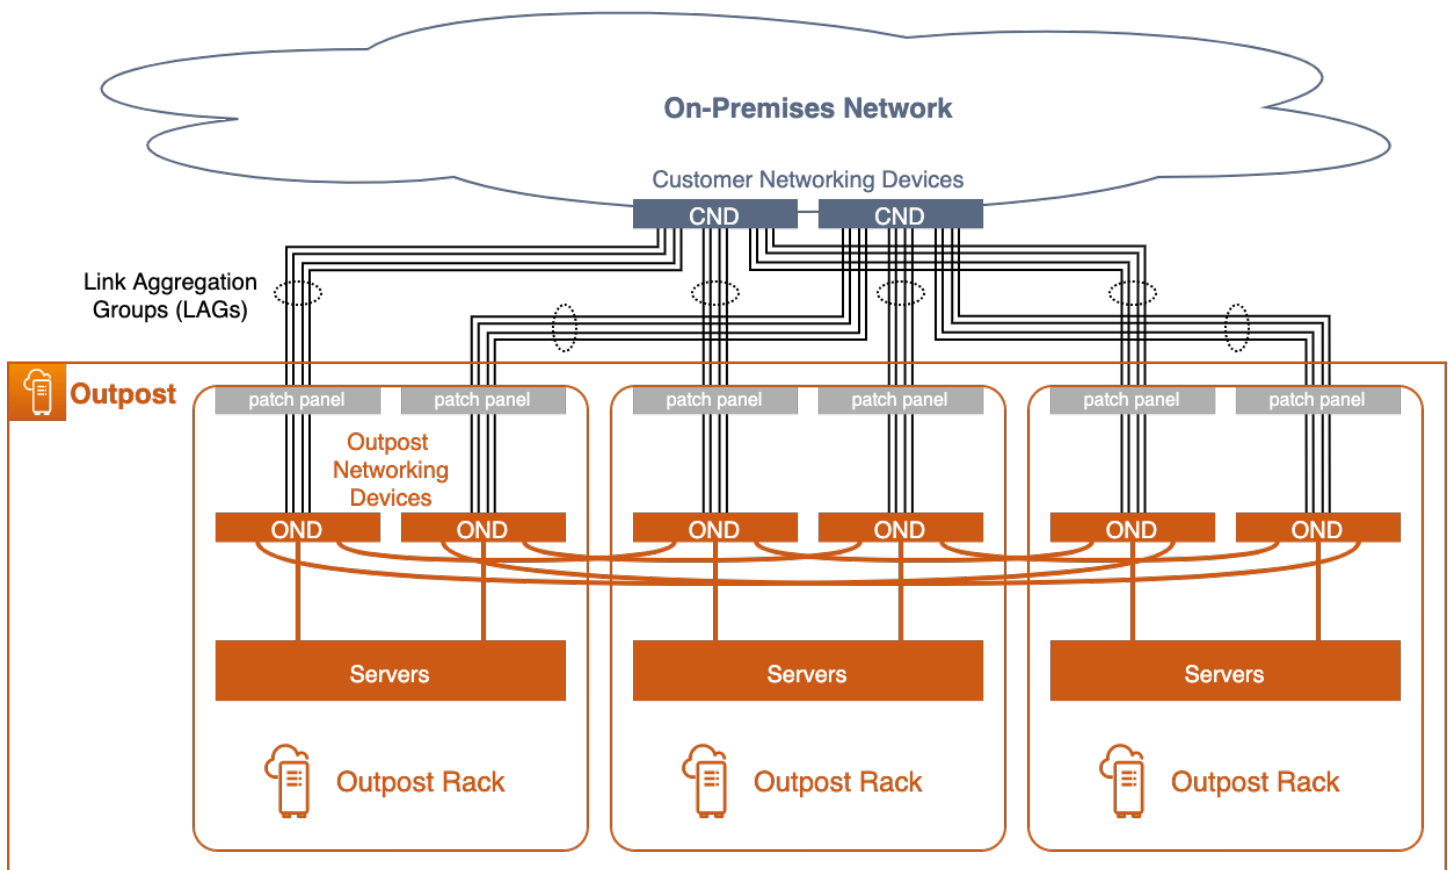 On-Premises Network
Customer Networking Devices
CND
CND
Link Aggregation
Groups (LAGs)
Outpost
patch panel
patch panel
patch panel
patch panel
patch panel
patch panel
Outpost
Networking
Devices
OND
OND
OND
OND
OND
OND
Servers
Servers
Servers
Outpost Rack
Outpost Rack
Outpost Rack